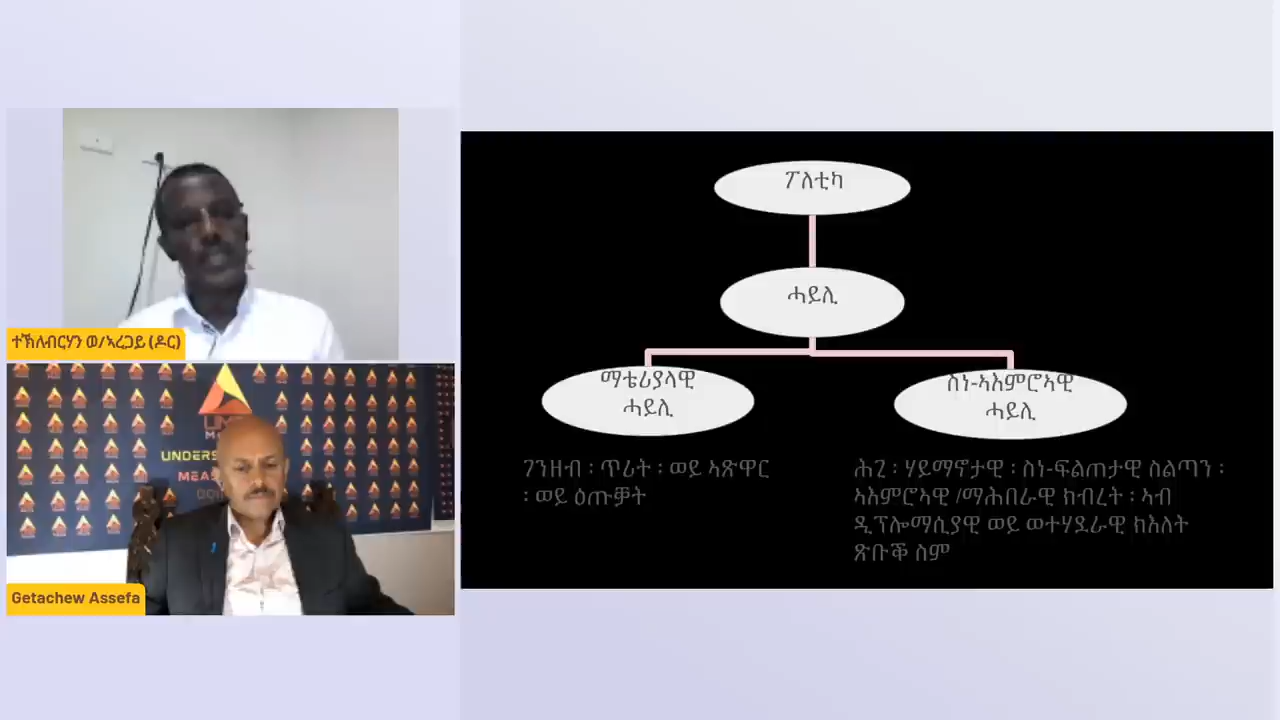 ተኽለብርሃን ወ/ኣረጋይ (ዶር)
UMD
UNDERS
MEAS
Getachew Assefa
ፖለቲካ
ሓይሊ
ማቴሪያላዊ
ሓይሊ
ስነ-ኣእምሮኣዊ
ሓይሊ
ገንዘብ ፡ ጥሪት ፡ ወይ ኣጽዋር
፡ ወይ ዕጡቓት
ሕጊ ፡ ሃይማኖታዊ ፡ ስነ-ፍልጠታዊ ስልጣን ፡
ኣእምሮኣዊ /ማሕበራዊ ክብረት ፡ ኣብ
ዲፕሎማሲያዊ ወይ ወተሃደራዊ ክእለት
ጽቡቕ ስም